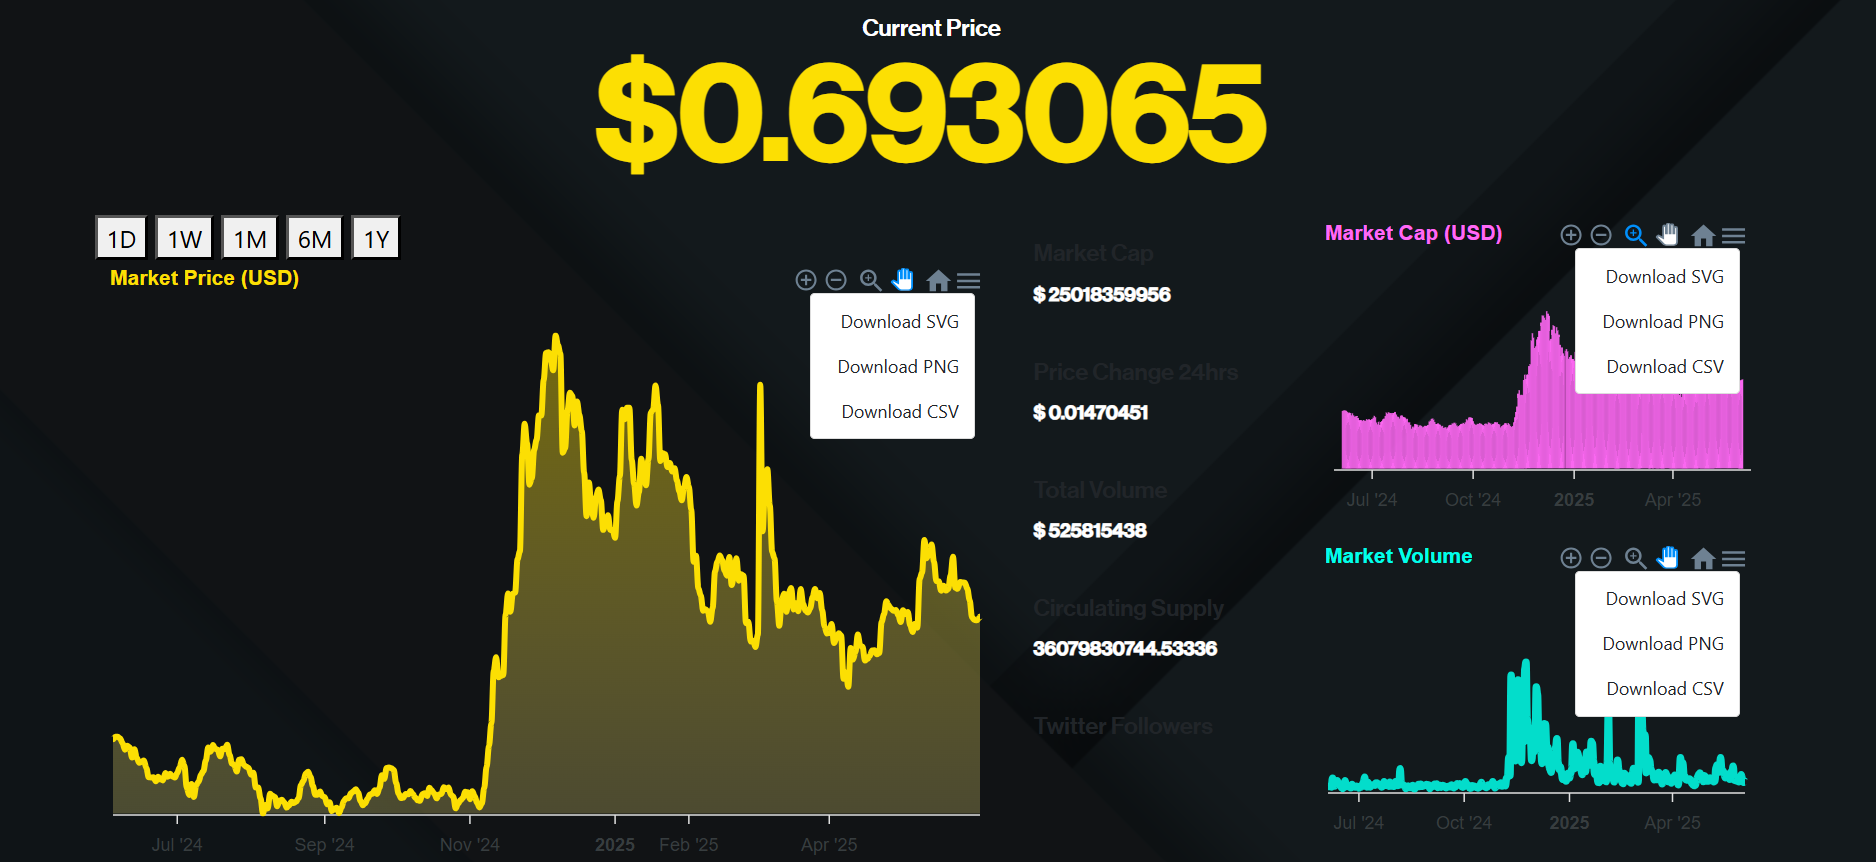 Current Price
$0.693065
1D 1W 1M 6M 1Y
Market Price (USD)
Download SVG
Download PNG
Download CSV
Jul '24 Sep '24 Nov '24 2025 Feb '25 Apr '25
Market Cap
$ 25018359956
Price Change 24hrs
$ 0.01470451
Total Volume
$ 525815438
Circulating Supply
36079830744.53336
Twitter Followers
Market Cap (USD)
Download SVG
Download PNG
Download CSV
Jul '24 Oct '24 2025 Apr '25
Market Volume
Download SVG
Download PNG
Download CSV
Jul '24 Oct '24 2025 Apr '25